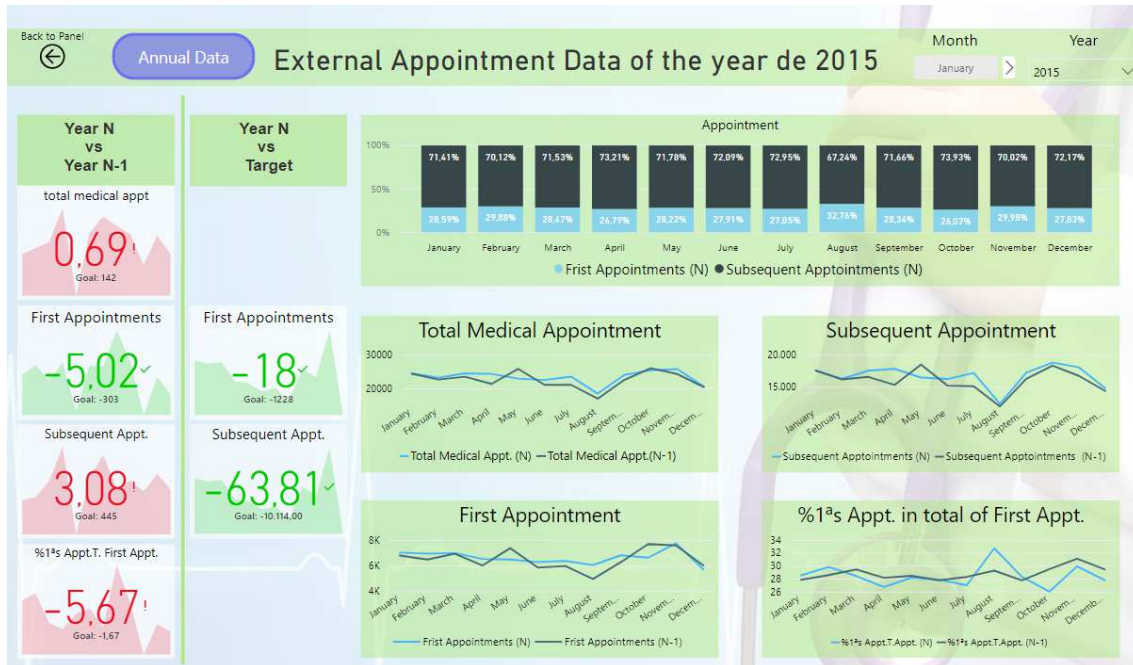 Back to Panel
Annual Data
External Appointment Data of the year de 2015
Month
January
Year
2015
Year N
vs
Year N-1
Year N
vs
Target
total medical appt
0,69!
Goal: 142
First Appointments
-5,02
Goal: -303
Subsequent Appt.
3,08!
Goal: 445
%1ªs Appt.T. First Appt.
-5,67!
Goal: -1,67
First Appointments
-18
Goal: -1228
Subsequent Appt.
-63,81
Goal: -10.114,00
Appointment
100%
50%
0%
71,41% 70,12% 71,53% 73,21% 71,78% 72,09% 72,95% 67,24% 71,66% 73,93% 70,02% 72,17%
28,59% 29,88% 28,47% 26,79% 28,22% 27,91% 27,05% 32,76% 28,34% 26,07% 29,98% 27,83%
January February March April May June July August September October November December
Frist Appointments (N) Subsequent Apptointments (N)
Total Medical Appointment
30000
20000
January February March April May June July August Septem... October Novem... Decem...
Total Medical Appt. (N) Total Medical Appt.(N-1)
Subsequent Appointment
20.000
15.000
January February March April May June July August Septem... October Novem... Decem...
Subsequent Apptointments (N) Subsequent Apptointments (N-1)
First Appointment
8K
6K
4K
January February March April May June July August Septem... October Novem... Decem...
Frist Appointments (N) Frist Appointments (N-1)
%1ªs Appt. in total of First Appt.
34
32
30
28
26
January February March April May June July August Septem... October Novem... Decemb...
%1ªs Appt.T.Appt. (N) %1ªs Appt.T.Appt. (N-1)